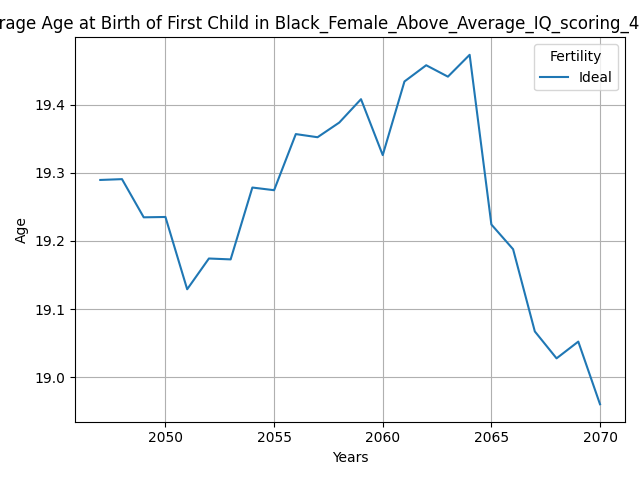 rage Age at Birth of First Child in Black_Female_Above_Average_IQ_scoring_4
Fertility
Ideal
19.4
19.3
19.2
19.1
19.0
Age
2050 2055 2060 2065 2070
Years